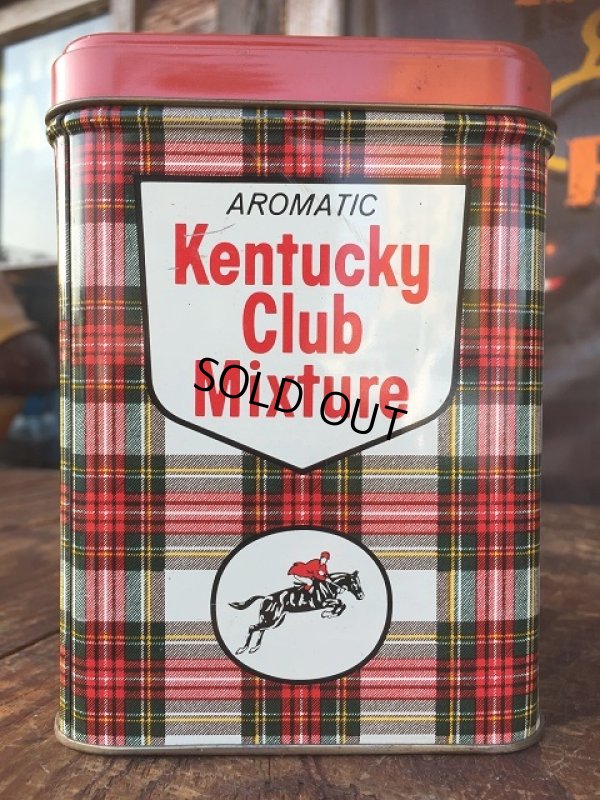 AROMATIC
Kentucky
Club
Mixture
SOLD OUT